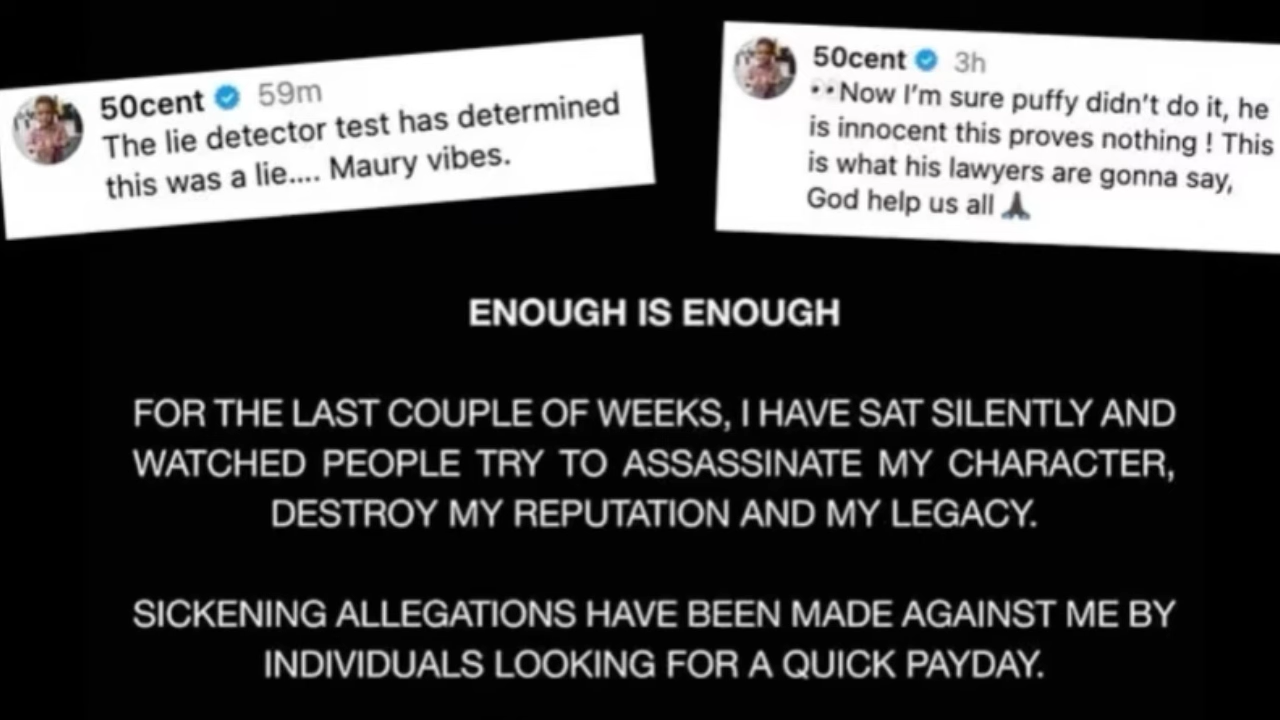 50cent 59m
The lie detector test has determined
this was a lie.... Maury vibes.
50cent 3h
👀Now I'm sure puffy didn't do it, he
is innocent this proves nothing ! This
is what his lawyers are gonna say,
God help us all 🙏🏿
ENOUGH IS ENOUGH
FOR THE LAST COUPLE OF WEEKS, I HAVE SAT SILENTLY AND
WATCHED PEOPLE TRY TO ASSASSINATE MY CHARACTER,
DESTROY MY REPUTATION AND MY LEGACY.
SICKENING ALLEGATIONS HAVE BEEN MADE AGAINST ME BY
INDIVIDUALS LOOKING FOR A QUICK PAYDAY.